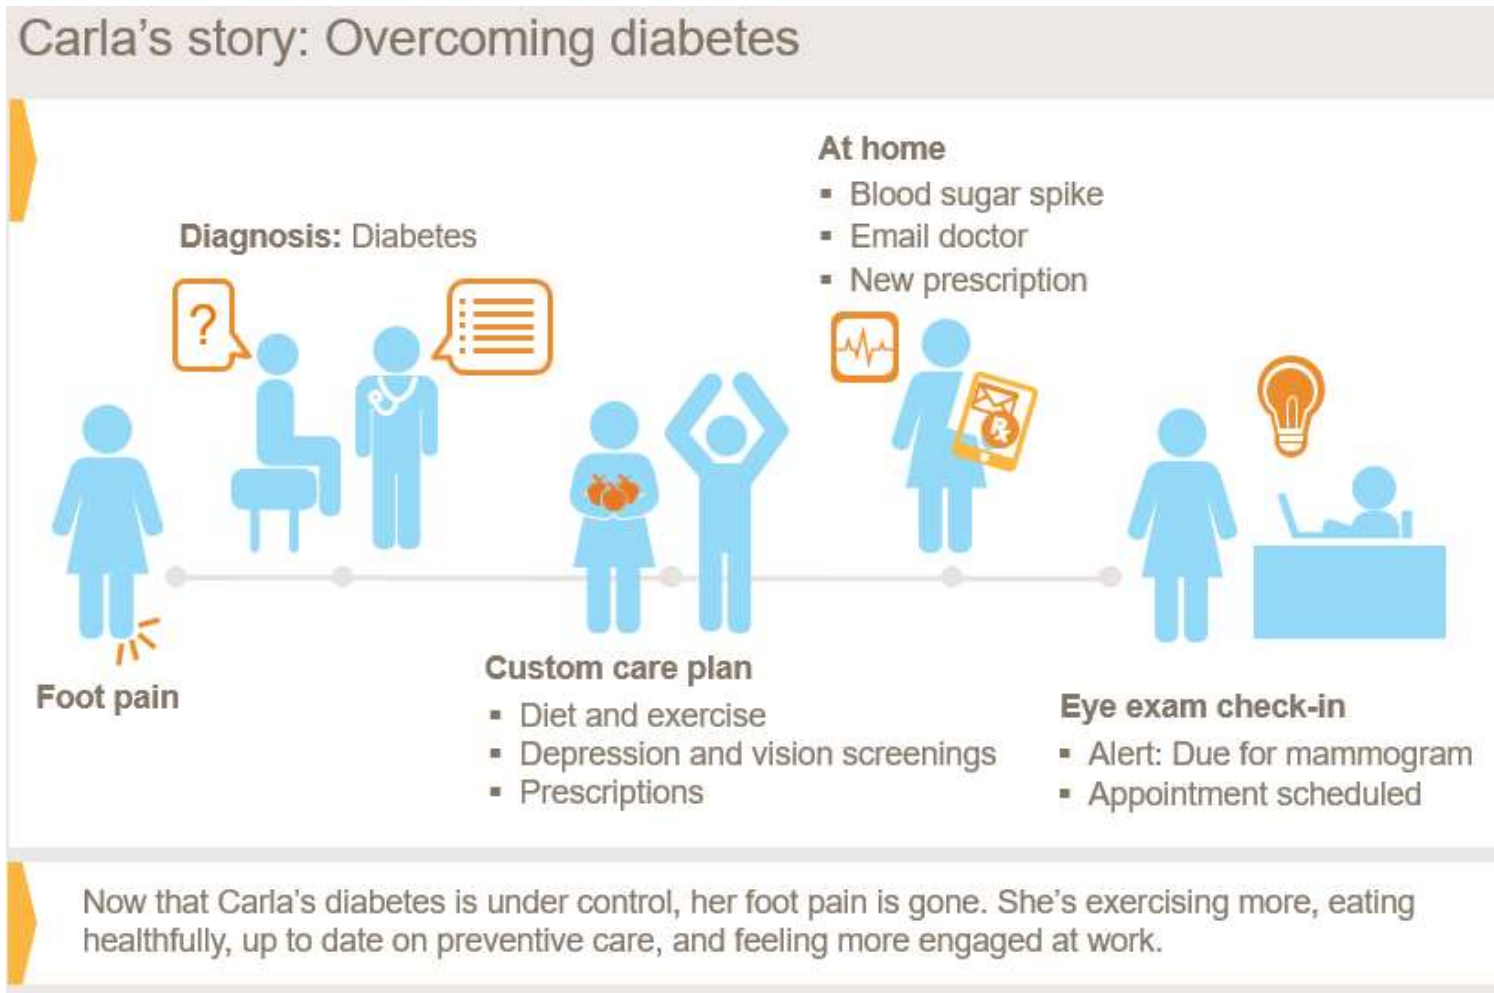 Carla's story: Overcoming diabetes
Foot pain
Diagnosis: Diabetes
?
Custom care plan
▪ Diet and exercise
▪ Depression and vision screenings
▪ Prescriptions
At home
▪ Blood sugar spike
▪ Email doctor
▪ New prescription
Rx
Eye exam check-in
▪ Alert: Due for mammogram
▪ Appointment scheduled
Now that Carla's diabetes is under control, her foot pain is gone. She's exercising more, eating
healthfully, up to date on preventive care, and feeling more engaged at work.